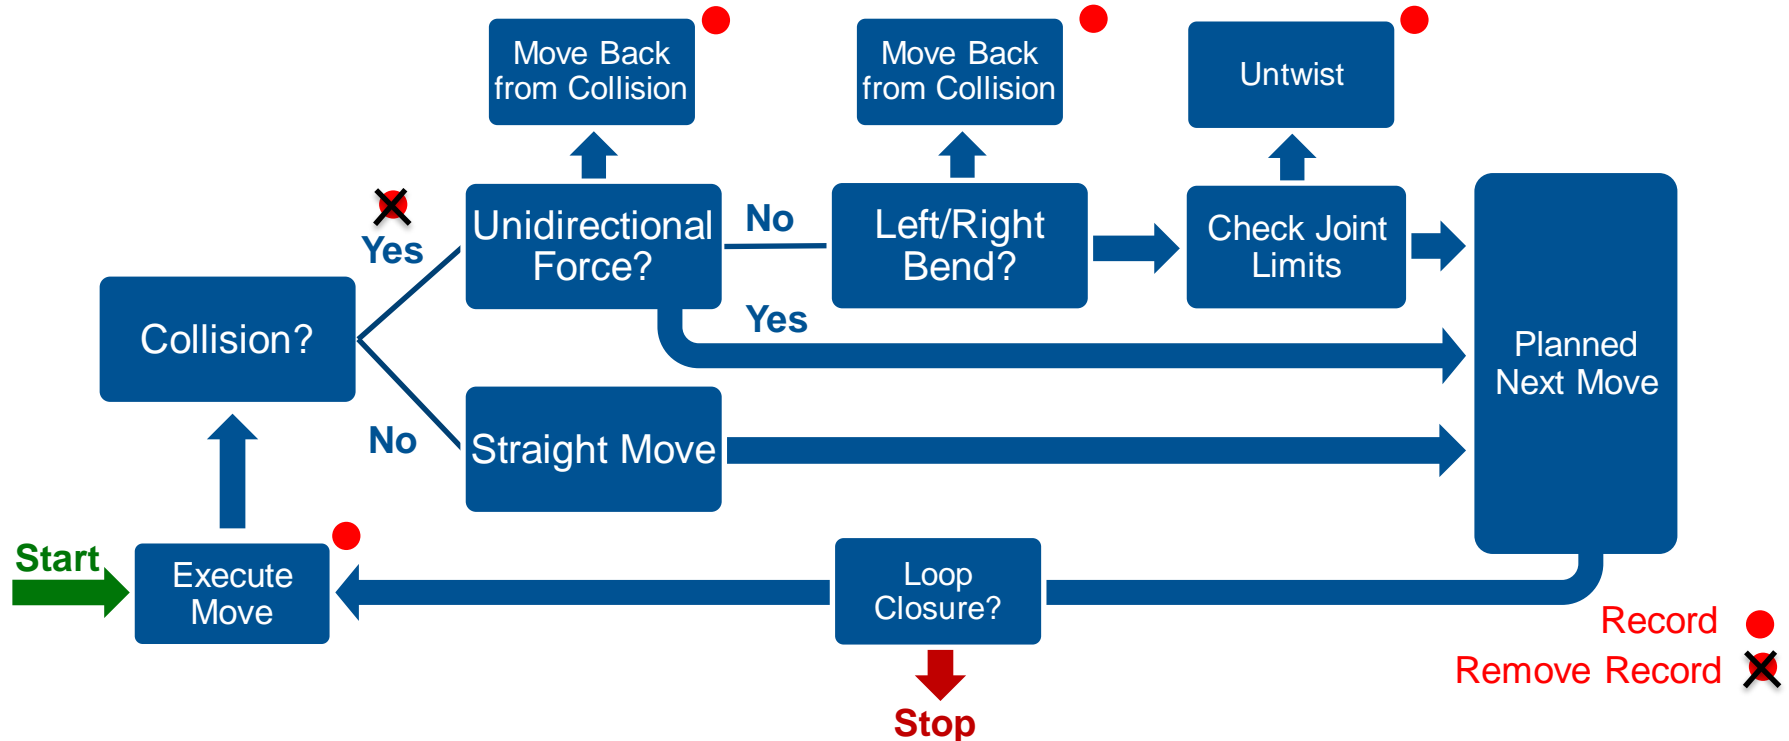 Move Back
from Collision
Move Back
from Collision
Untwist
Yes
Unidirectional
Force?
No
Left/Right
Bend?
Check Joint
Limits
Collision?
Yes
Planned
Next Move
No
Straight Move
Start
Execute
Move
Loop
Closure?
Record
Remove Record
Stop